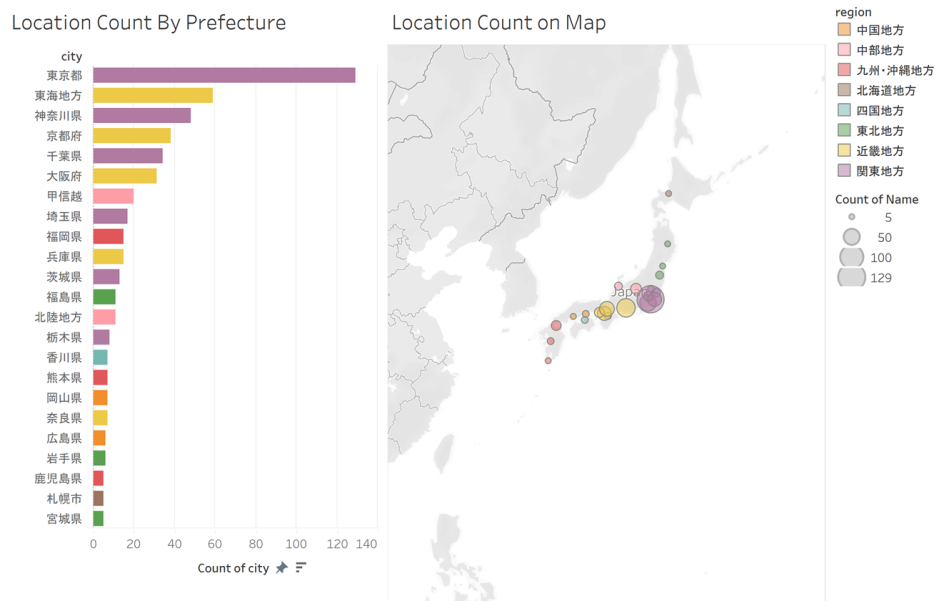 Location Count By Prefecture
city
東京都
東海地方
神奈川県
京都府
千葉県
大阪府
甲信越
埼玉県
福岡県
兵庫県
茨城県
福島県
北陸地方
栃木県
香川県
熊本県
岡山県
奈良県
広島県
岩手県
鹿児島県
札幌市
宮城県
0 20 40 60 80 100 120 140
Count of city
Location Count on Map
region
中国地方
中部地方
九州・沖縄地方
北海道地方
四国地方
東北地方
近畿地方
関東地方
Count of Name
5
50
100
129